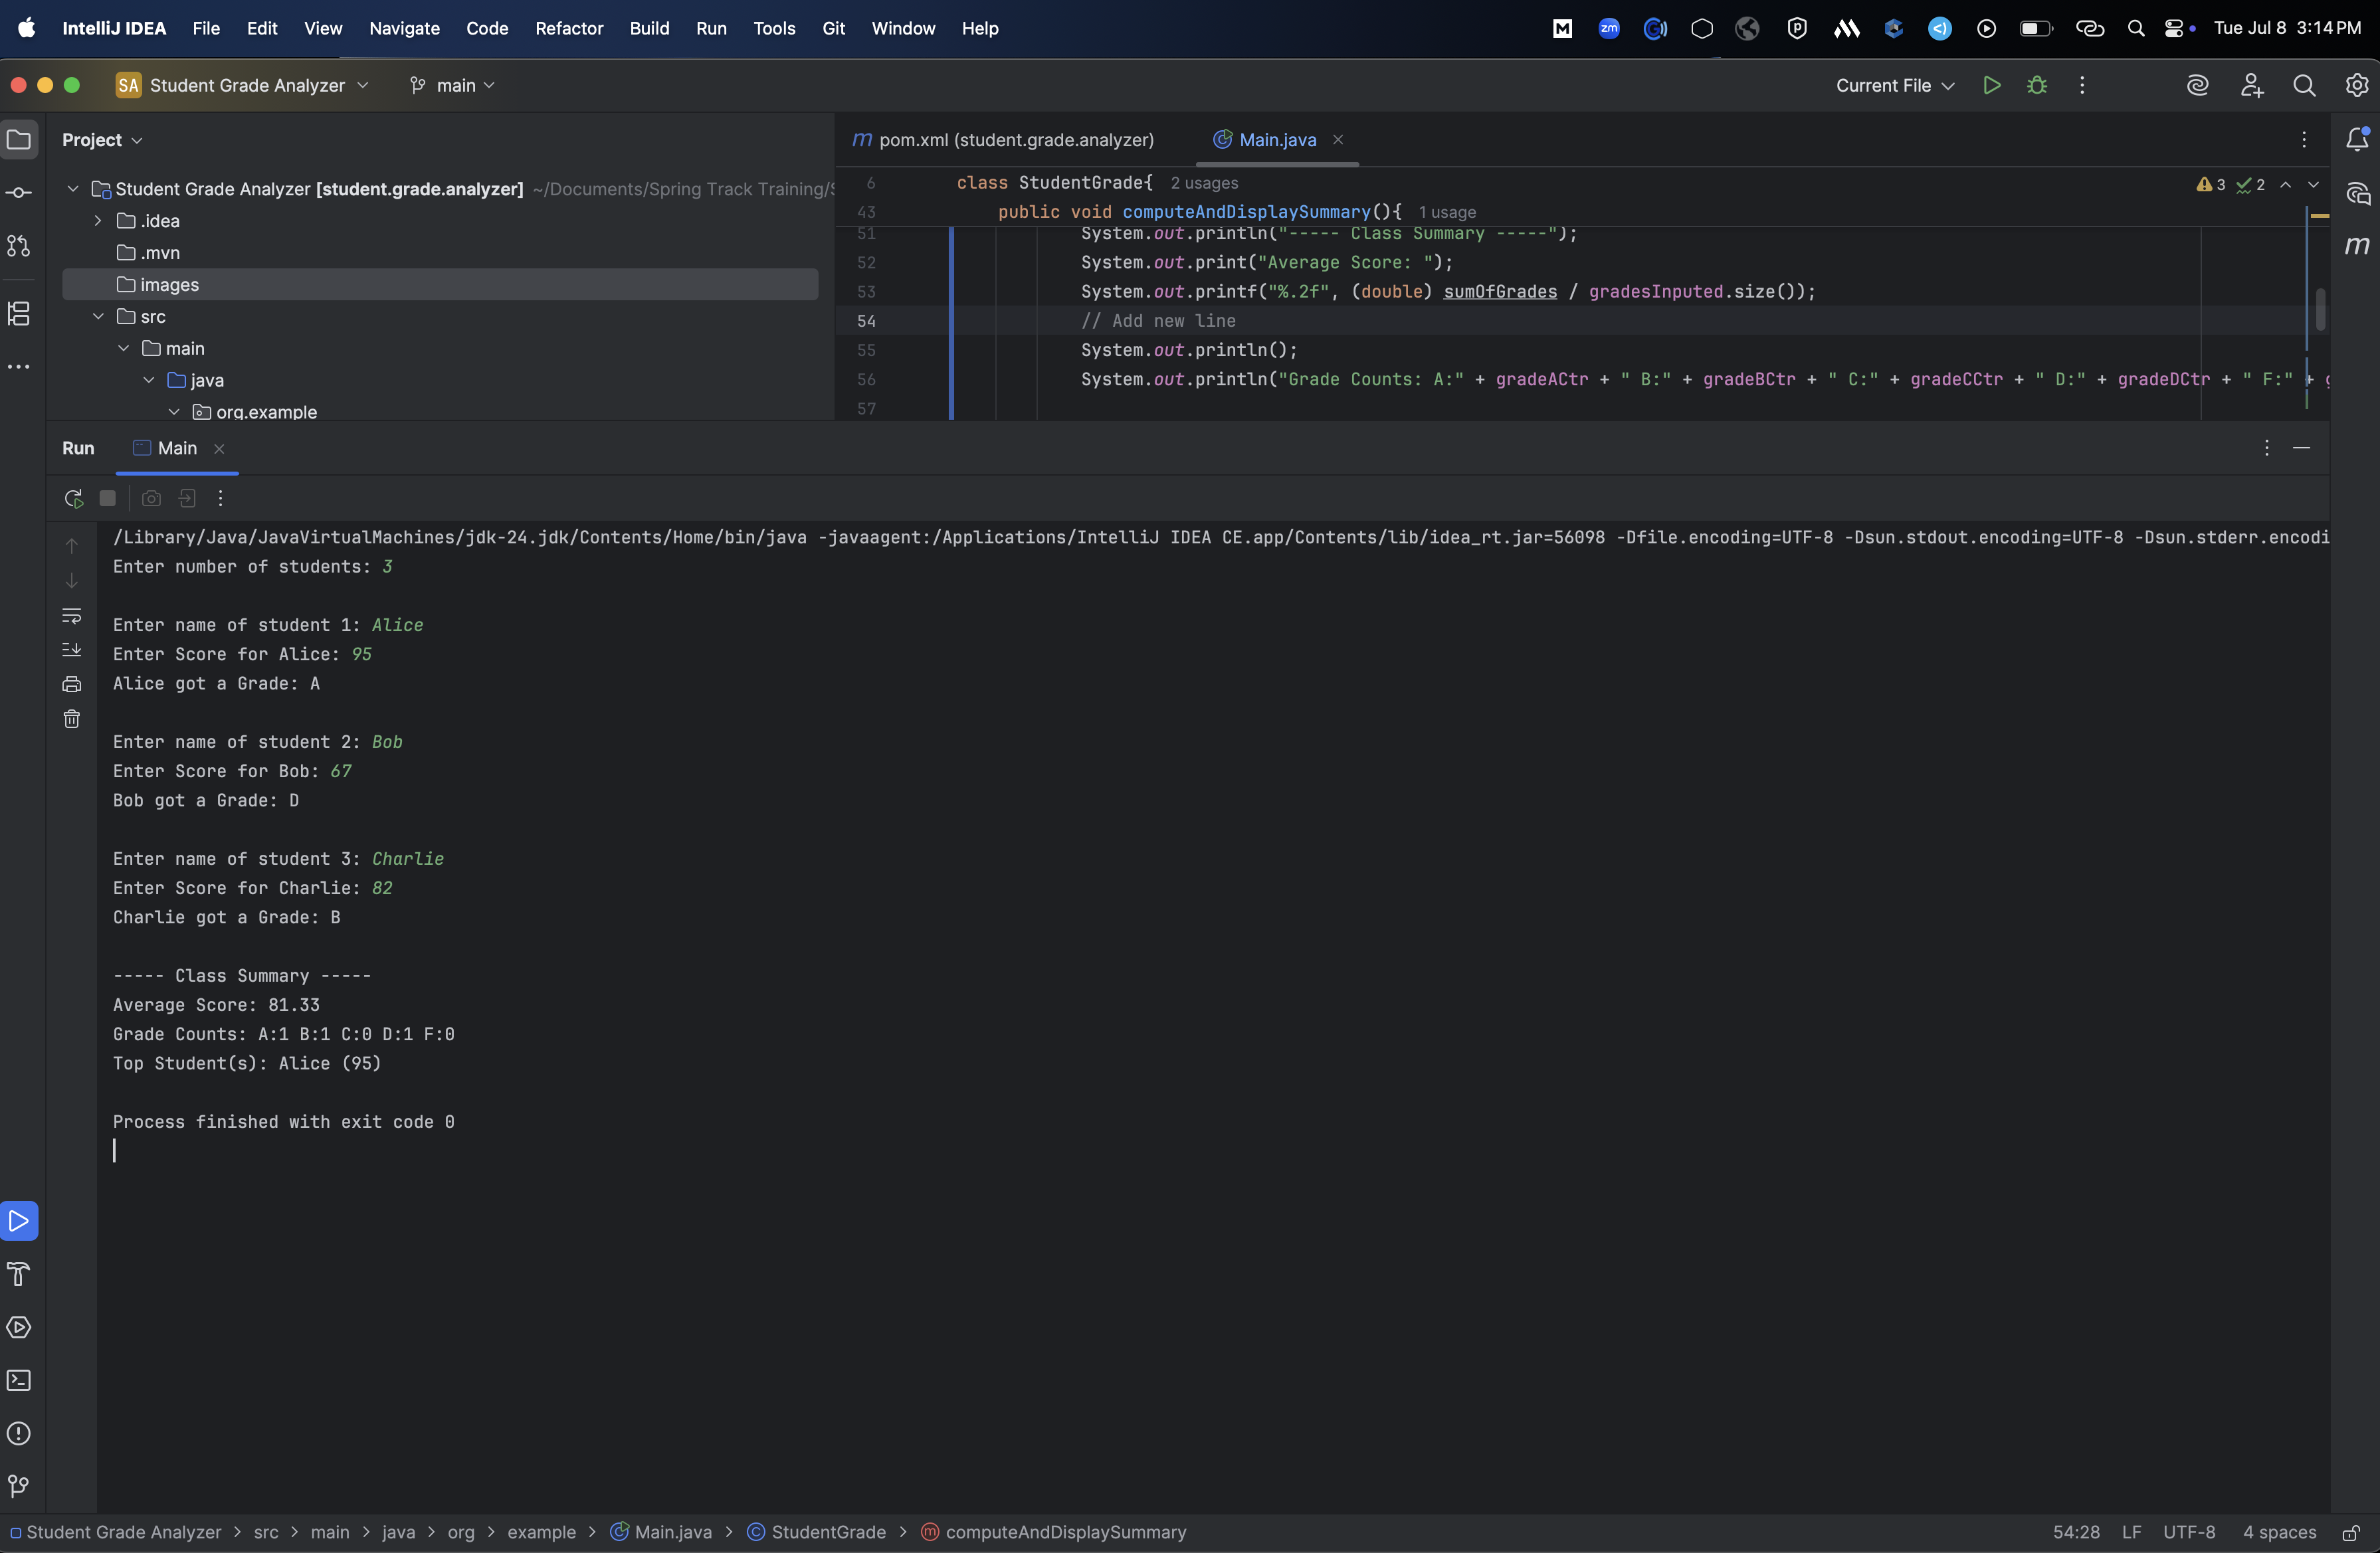 IntelliJ IDEA File Edit View Navigate Code Refactor Build Run Tools Git Window Help zm Tue Jul 8 3:14 PM
SA Student Grade Analyzer main Current File
Project
pom.xml (student.grade.analyzer) Main.java
Student Grade Analyzer [student.grade.analyzer] ~/Documents/Spring Track Training/S
.idea
.mvn
images
src
main
java
org.example
6 class StudentGrade{ 2 usages 3 2
43 public void computeAndDisplaySummary(){ 1 usage
51 System.out.println("----- Class Summary -----");
52 System.out.print("Average Score: ");
53 System.out.printf("%.2f", (double) sumOfGrades / gradesInputed.size());
54 // Add new line
55 System.out.println();
56 System.out.println("Grade Counts: A:" + gradeACtr + " B:" + gradeBCtr + " C:" + gradeCCtr + " D:" + gradeDCtr + " F:" + g
57
Run Main
/Library/Java/JavaVirtualMachines/jdk-24.jdk/Contents/Home/bin/java -javaagent:/Applications/IntelliJ IDEA CE.app/Contents/lib/idea_rt.jar=56098 -Dfile.encoding=UTF-8 -Dsun.stdout.encoding=UTF-8 -Dsun.stderr.encodi
Enter number of students: 3
Enter name of student 1: Alice
Enter Score for Alice: 95
Alice got a Grade: A
Enter name of student 2: Bob
Enter Score for Bob: 67
Bob got a Grade: D
Enter name of student 3: Charlie
Enter Score for Charlie: 82
Charlie got a Grade: B
----- Class Summary -----
Average Score: 81.33
Grade Counts: A:1 B:1 C:0 D:1 F:0
Top Student(s): Alice (95)
Process finished with exit code 0
Student Grade Analyzer > src > main > java > org > example > Main.java > StudentGrade > computeAndDisplaySummary 54:28 LF UTF-8 4 spaces